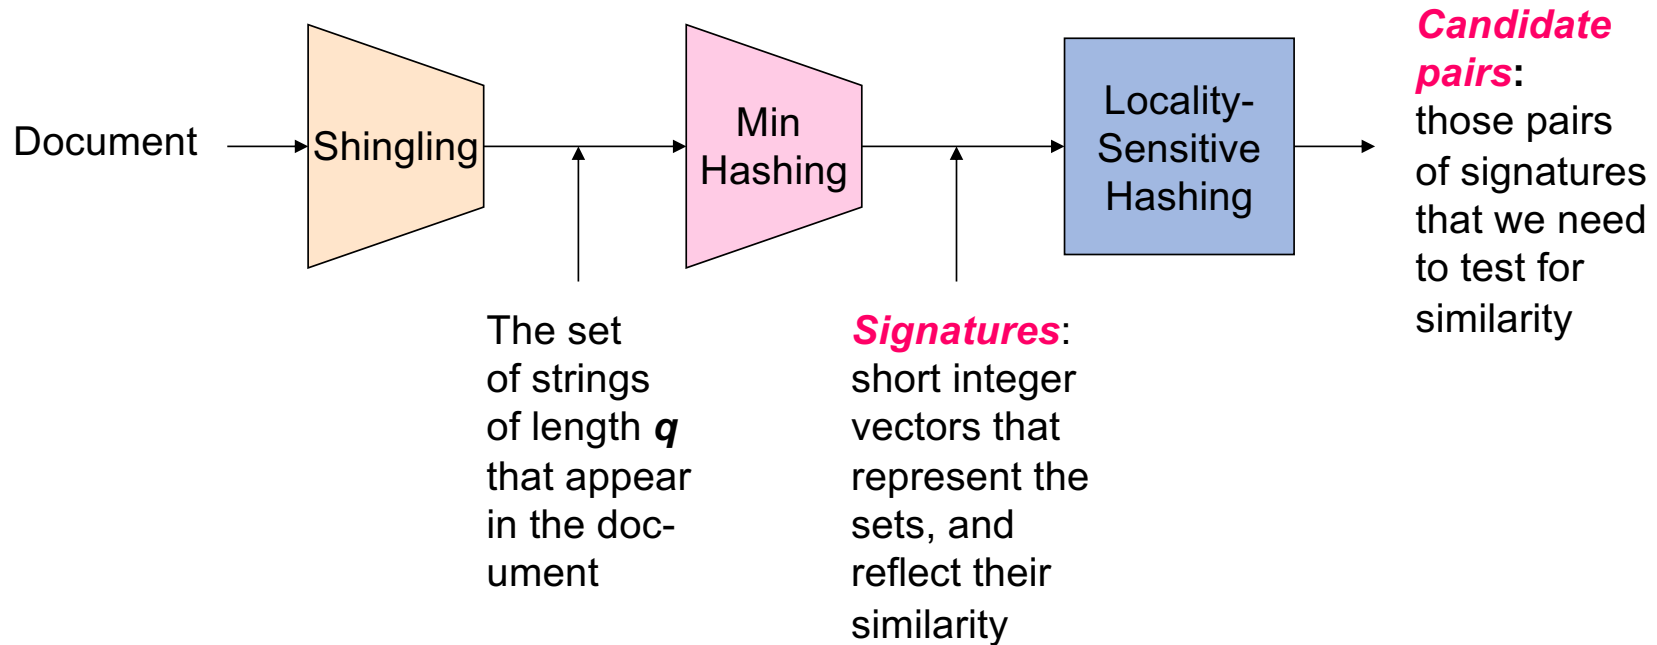 Document
Shingling
Min
Hashing
Locality-
Sensitive
Hashing
Candidate
pairs:
those pairs
of signatures
that we need
to test for
similarity
The set
of strings
of length q
that appear
in the doc-
ument
Signatures:
short integer
vectors that
represent the
sets, and
reflect their
similarity